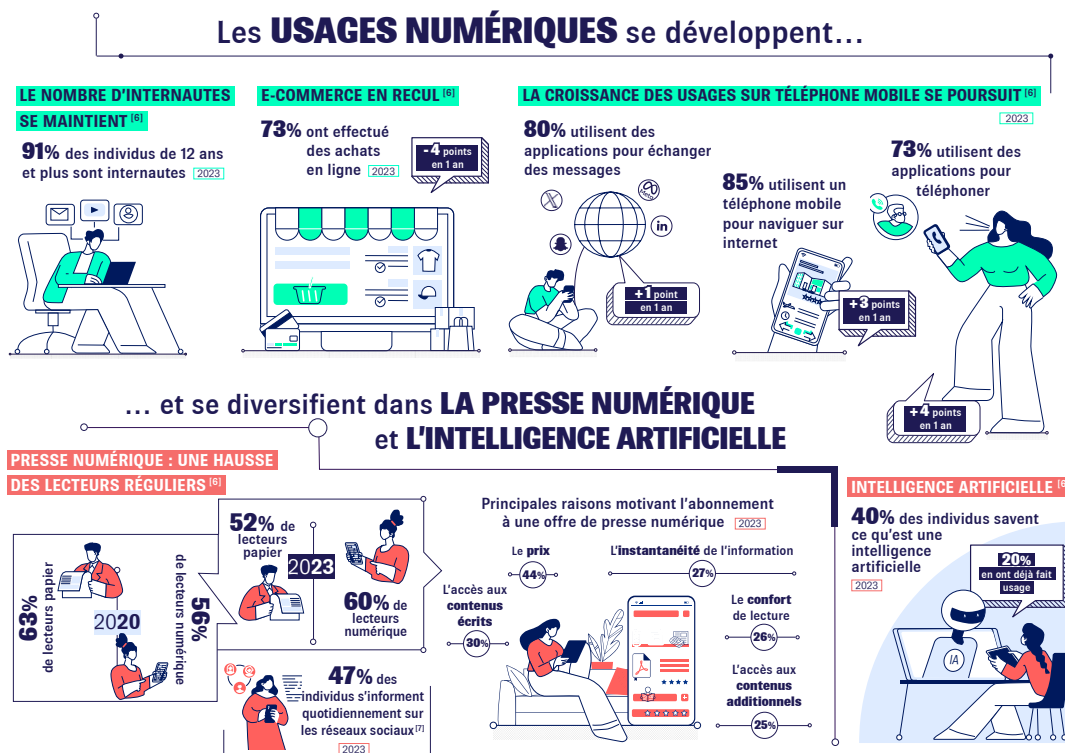 Les USAGES NUMÉRIQUES se développent...
LE NOMBRE D'INTERNAUTES
SE MAINTIENT [6]
91% des individus de 12 ans
et plus sont internautes 2023
E-COMMERCE EN RECUL [6]
73% ont effectué
des achats
en ligne 2023
-4 points
en 1 an
LA CROISSANCE DES USAGES SUR TÉLÉPHONE MOBILE SE POURSUIT [6]
2023
80% utilisent des
applications pour échanger
des messages
Meta
in
+1 point
en 1 an
85% utilisent un
téléphone mobile
pour naviguer sur
internet
+3 points
en 1 an
73% utilisent des
applications pour
téléphoner
+4 points
en 1 an
... et se diversifient dans LA PRESSE NUMÉRIQUE
et L'INTELLIGENCE ARTIFICIELLE
PRESSE NUMÉRIQUE : UNE HAUSSE
DES LECTEURS RÉGULIERS [6]
63%
de lecteurs papier
2020
56%
de lecteurs numérique
52% de
lecteurs
papier
2023
60% de
lecteurs
numérique
47% des
individus s'informent
quotidiennement sur
les réseaux sociaux [7]
2023
Principales raisons motivant l'abonnement
à une offre de presse numérique 2023
Le prix
44%
L'instantanéité de l'information
27%
L'accès aux
contenus
écrits
30%
Le confort
de lecture
26%
L'accès aux
contenus
additionnels
25%
INTELLIGENCE ARTIFICIELLE [6
40% des individus savent
ce qu'est une
intelligence
artificielle
2023
20%
en ont déjà fait
usage
IA